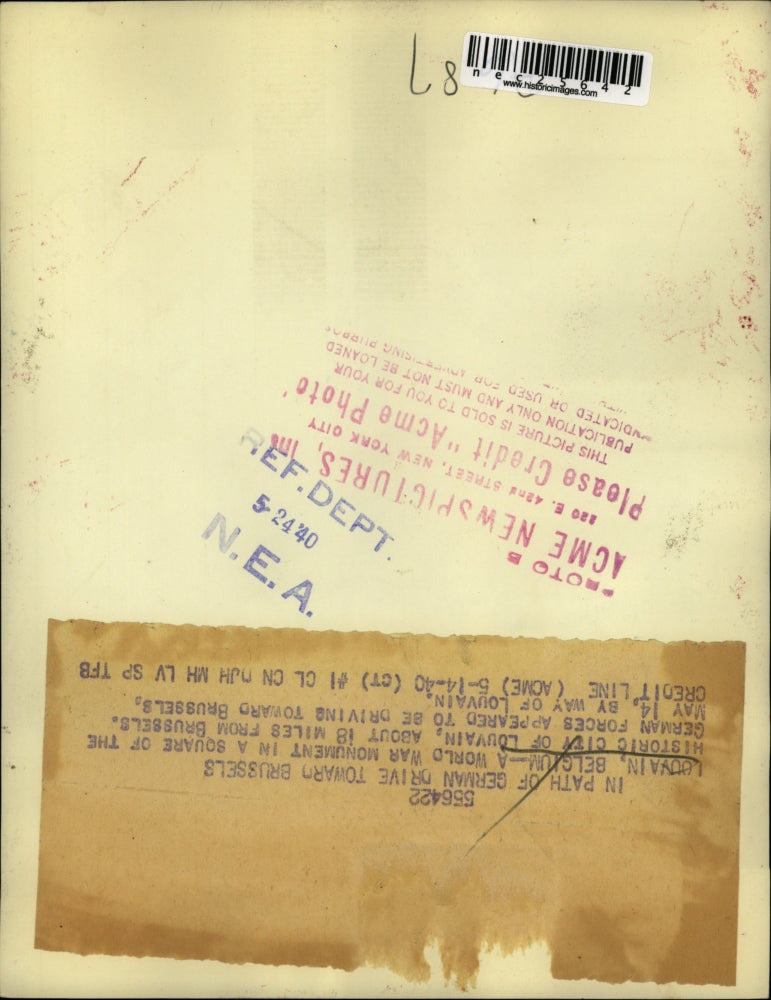 nec25642
www.historicimages.com
REF. DEPT.
5-24'40
N.E.A.
PHOTO B
ACME NEWSPICTURES, Inc
220 E. 42ND STREET, NEW YORK CITY
Please Credit "Acme Photo"
THIS PICTURE IS SOLD TO YOU FOR YOUR
PUBLICATION ONLY AND MUST NOT BE LOANED
SYNDICATED OR USED FOR ADVERTISING PURPOS
556422
IN PATH OF GERMAN DRIVE TOWARD BRUSSELS
LOUVAIN, BELGIUM--A WORLD WAR MONUMENT IN A SQUARE OF THE
HISTORIC CITY OF LOUVAIN, ABOUT 18 MILES FROM BRUSSELS.
GERMAN FORCES APPEARED TO BE DRIVING TOWARD BRUSSELS,
MAY 14, BY WAY OF LOUVAIN.
CREDIT LINE (ACME) 5-14-40 (CT) #1 CL CN NJH MH LV SP TFB